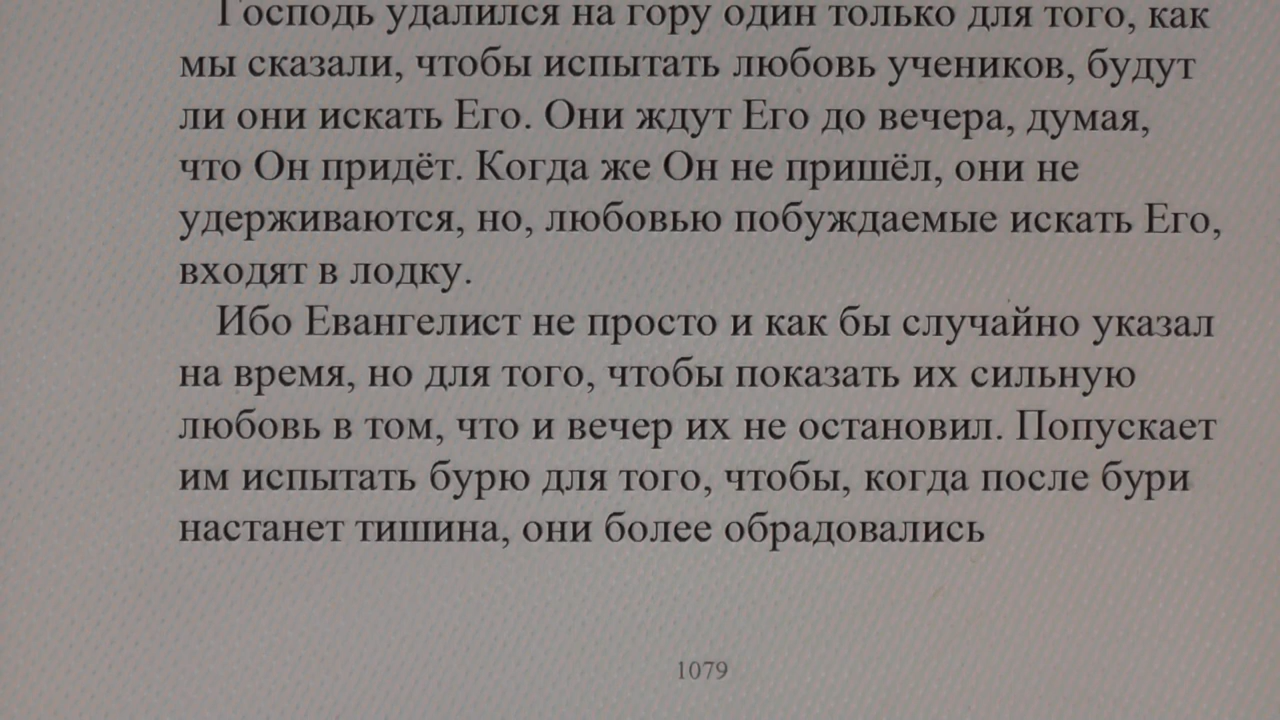 Господь удалился на гору один только для того, как
мы сказали, чтобы испытать любовь учеников, будут
ли они искать Его. Они ждут Его до вечера, думая,
что Он придёт. Когда же Он не пришёл, они не
удерживаются, но, любовью побуждаемые искать Его,
входят в лодку.
Ибо Евангелист не просто и как бы случайно указал
на время, но для того, чтобы показать их сильную
любовь в том, что и вечер их не остановил. Попускает
им испытать бурю для того, чтобы, когда после бури
настанет тишина, они более обрадовались
1079